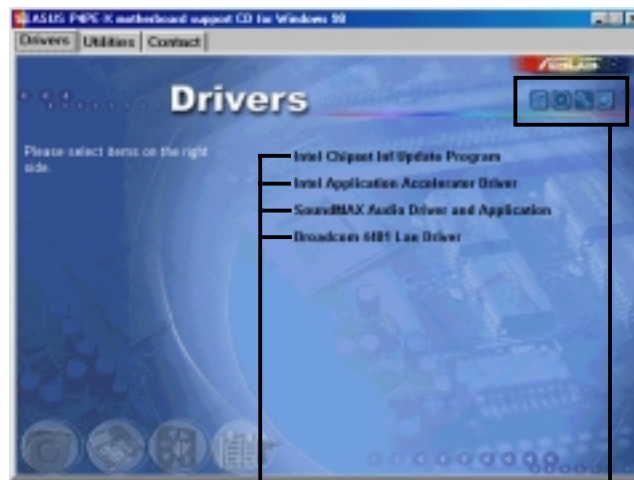 ASUS P4PE-X motherboard support CD for Windows 98
Drivers Utilities Contact
ASUS
Drivers
Please select items on the right
side.
Intel Chipset Inf Update Program
Intel Application Accelerator Driver
SoundMAX Audio Driver and Application
Broadcom 4401 Lan Driver